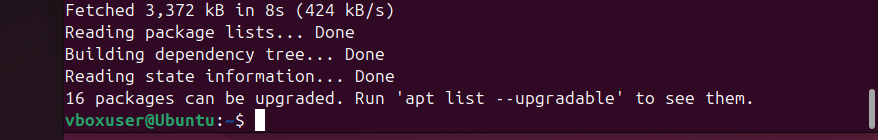 Fetched 3,372 kB in 8s (424 kB/s)
Reading package lists... Done
Building dependency tree... Done
Reading state information... Done
16 packages can be upgraded. Run 'apt list --upgradable' to see them.
vboxuser@Ubuntu:~$